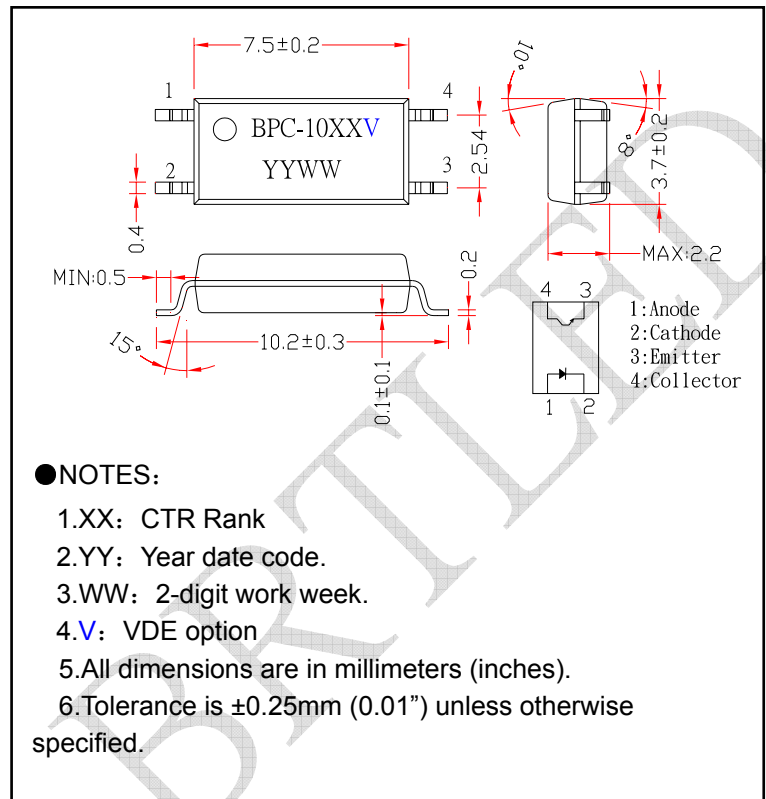 7.5±0.2
1
4
BPC-10XXV
YYWW
2
3
2.54
0.4
10°
8°
3.7±0.2
MAX:2.2
MIN:0.5
0.2
15°
10.2±0.3
0.1±0.1
4 3
1 2
1:Anode
2:Cathode
3:Emitter
4:Collector
●NOTES：
1.XX： CTR Rank
2.YY： Year date code.
3.WW： 2-digit work week.
4.V： VDE option
5.All dimensions are in millimeters (inches).
6.Tolerance is ±0.25mm (0.01”) unless otherwise
specified.
BRTLED